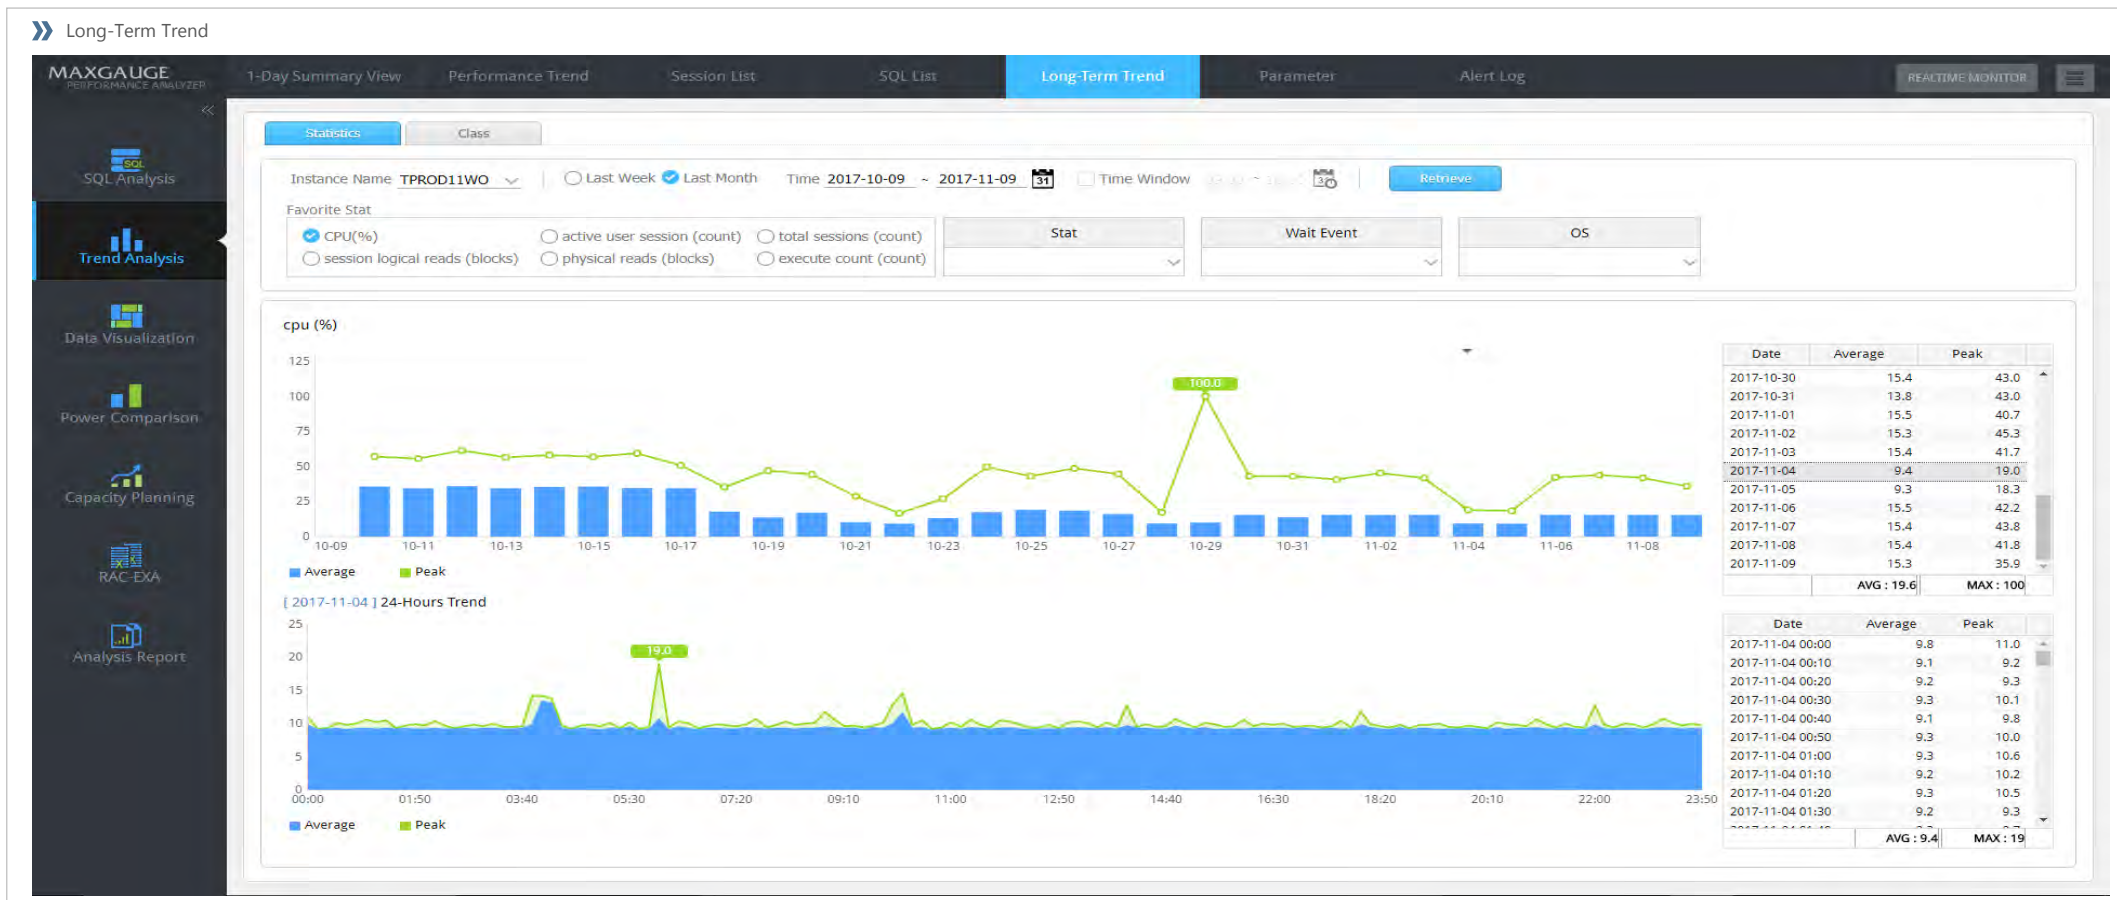 Long-Term Trend
MAXGAUGE
PERFORMANCE ANALYZER
1-Day Summary View Performance Trend Session List SQL List Long-Term Trend Parameter Alert Log REALTIME MONITOR
SQL
SQL Analysis
Trend Analysis
Data Visualization
Power Comparison
Capacity Planning
RAC-EXA
Analysis Report
Statistics Class
Instance Name TPROD11WO Last Week Last Month Time 2017-10-09 ~ 2017-11-09 31 Time Window Retrieve
Favorite Stat
CPU(%) active user session (count) total sessions (count)
session logical reads (blocks) physical reads (blocks) execute count (count)
Stat Wait Event OS
cpu (%)
125
100
75
50
25
0
100.0
10-09 10-11 10-13 10-15 10-17 10-19 10-21 10-23 10-25 10-27 10-29 10-31 11-02 11-04 11-06 11-08
Average Peak
Date Average Peak
2017-10-30 15.4 43.0
2017-10-31 13.8 43.0
2017-11-01 15.5 40.7
2017-11-02 15.3 45.3
2017-11-03 15.4 41.7
2017-11-04 9.4 19.0
2017-11-05 9.3 18.3
2017-11-06 15.5 42.2
2017-11-07 15.4 43.8
2017-11-08 15.4 41.8
2017-11-09 15.3 35.9
AVG : 19.6 MAX : 100
[ 2017-11-04 ] 24-Hours Trend
25
20
15
10
5
0
19.0
00:00 01:50 03:40 05:30 07:20 09:10 11:00 12:50 14:40 16:30 18:20 20:10 22:00 23:50
Average Peak
Date Average Peak
2017-11-04 00:00 9.8 11.0
2017-11-04 00:10 9.1 9.2
2017-11-04 00:20 9.2 9.3
2017-11-04 00:30 9.3 10.1
2017-11-04 00:40 9.1 9.8
2017-11-04 00:50 9.3 10.0
2017-11-04 01:00 9.3 10.6
2017-11-04 01:10 9.2 10.2
2017-11-04 01:20 9.3 10.5
2017-11-04 01:30 9.2 9.3
AVG : 9.4 MAX : 19